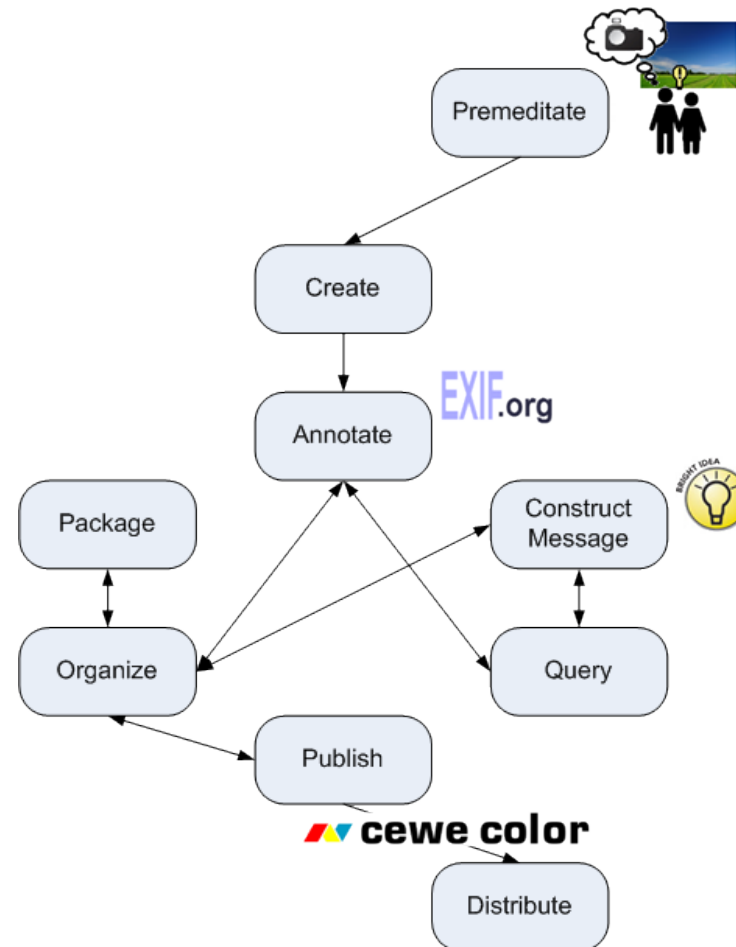 Premeditate
Create
Annotate
EXIF.org
BRIGHT IDEA
Package
Construct
Message
Organize
Query
Publish
cewe color
Distribute